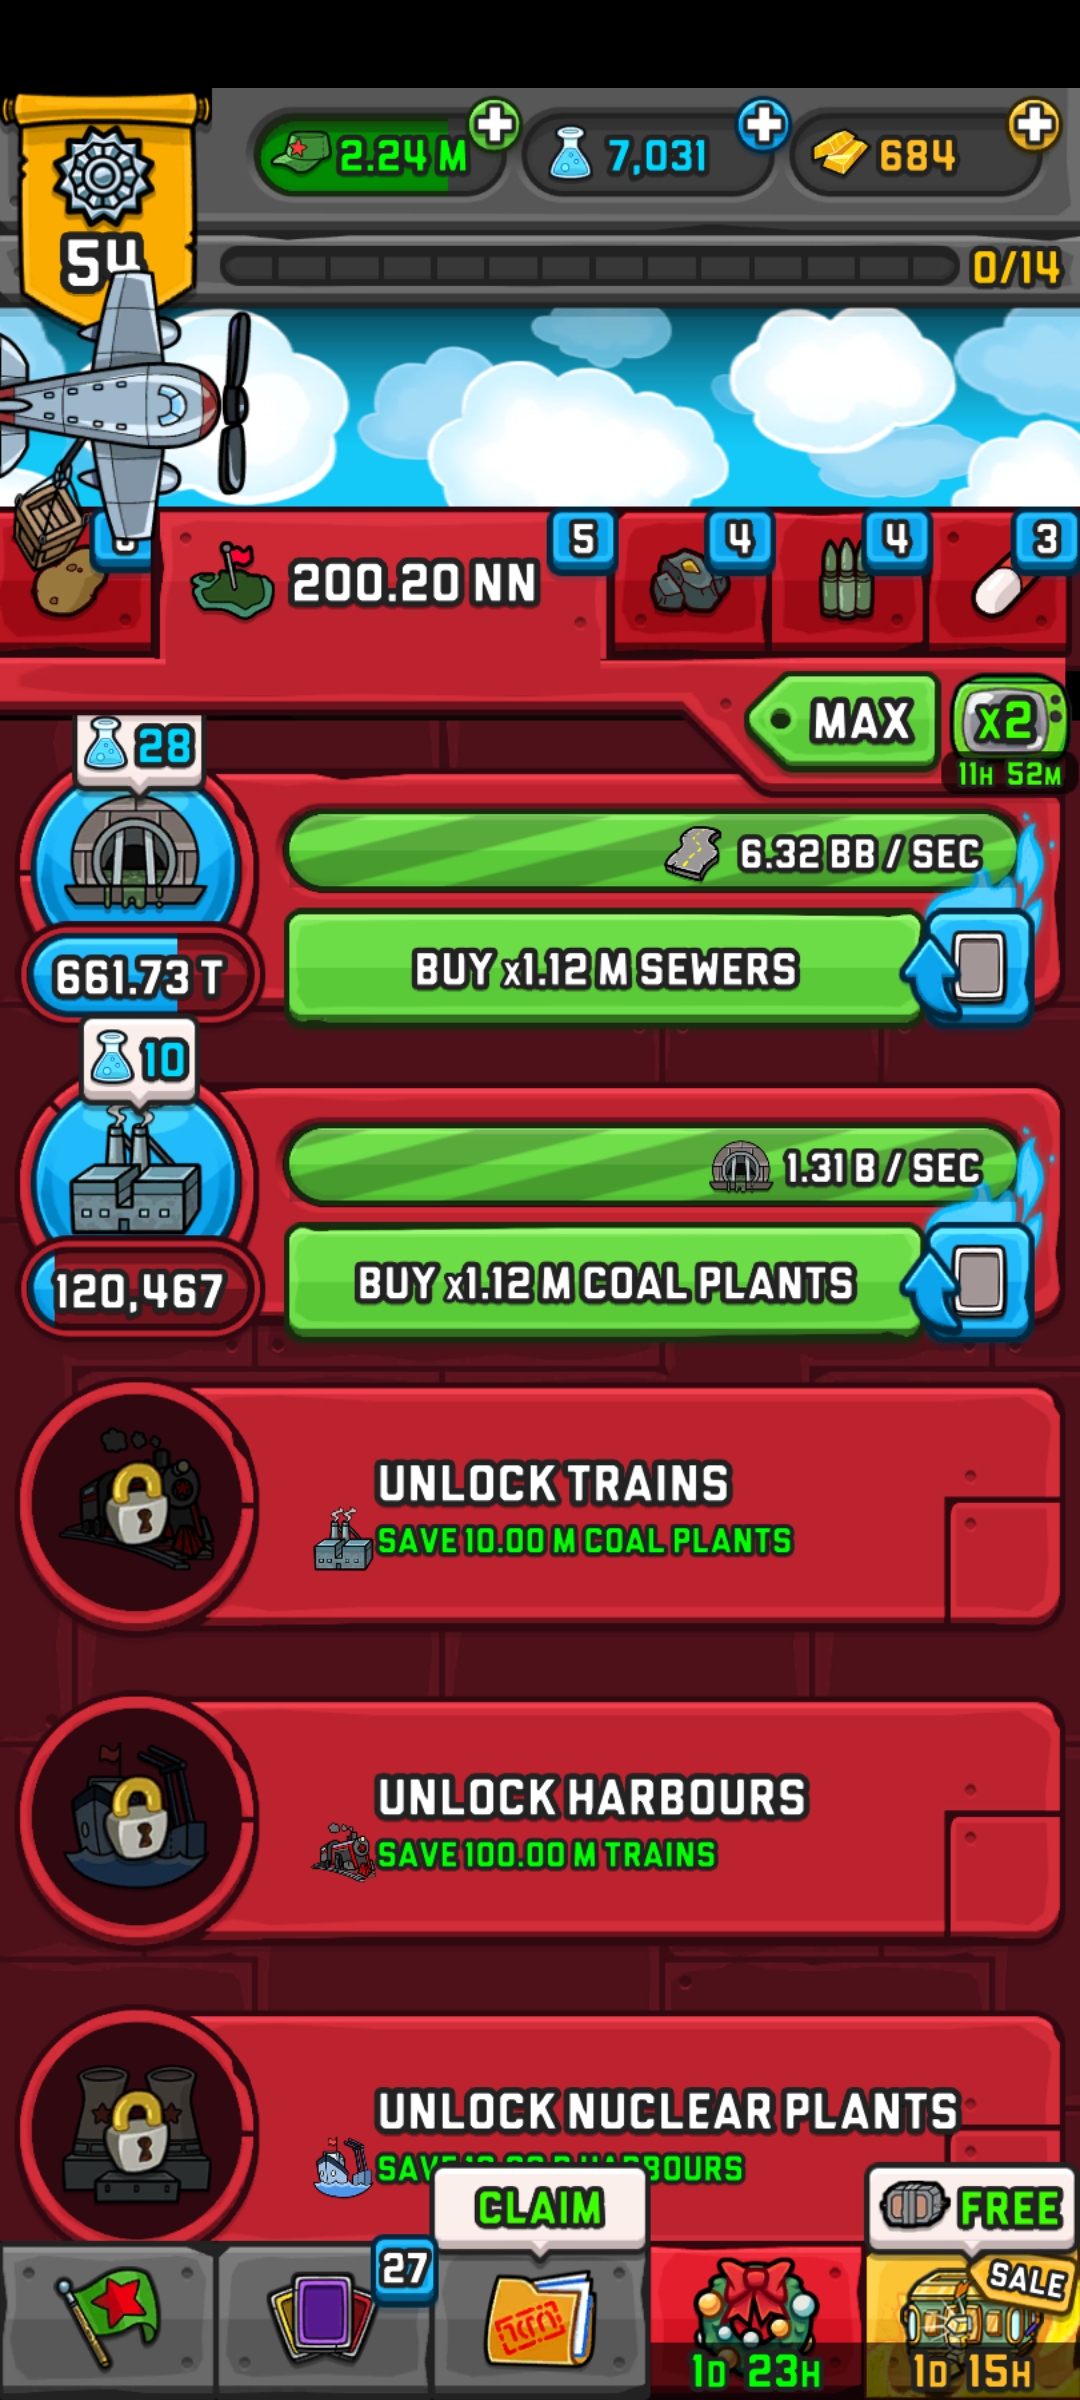 2.24 M
7,031
684
54
0/14
5
4
4
3
200.20 NN
MAX
x2
11H 52M
28
6.32 BB / SEC
661.73 T
BUY x1.12 M SEWERS
10
1.31 B / SEC
120,467
BUY x1.12 M COAL PLANTS
UNLOCK TRAINS
SAVE 10.00 M COAL PLANTS
UNLOCK HARBOURS
SAVE 100.00 M TRAINS
UNLOCK NUCLEAR PLANTS
HARBOURS
CLAIM
FREE
27
SALE
1D 23H
1D 15H